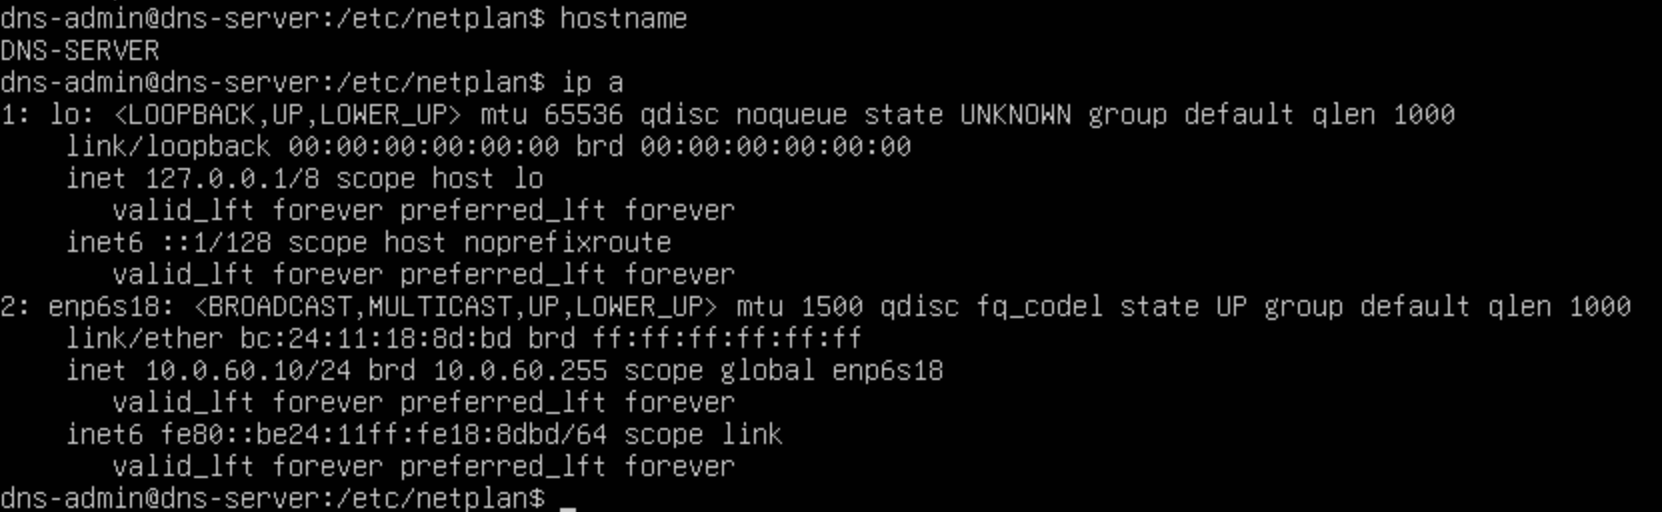 dns-admin@dns-server:/etc/netplan$ hostname
DNS-SERVER
dns-admin@dns-server:/etc/netplan$ ip a
1: lo: <LOOPBACK,UP,LOWER_UP> mtu 65536 qdisc noqueue state UNKNOWN group default qlen 1000
    link/loopback 00:00:00:00:00:00 brd 00:00:00:00:00:00
    inet 127.0.0.1/8 scope host lo
       valid_lft forever preferred_lft forever
    inet6 ::1/128 scope host noprefixroute
       valid_lft forever preferred_lft forever
2: enp6s18: <BROADCAST,MULTICAST,UP,LOWER_UP> mtu 1500 qdisc fq_codel state UP group default qlen 1000
    link/ether bc:24:11:18:8d:bd brd ff:ff:ff:ff:ff:ff
    inet 10.0.60.10/24 brd 10.0.60.255 scope global enp6s18
       valid_lft forever preferred_lft forever
    inet6 fe80::be24:11ff:fe18:8dbd/64 scope link
       valid_lft forever preferred_lft forever
dns-admin@dns-server:/etc/netplan$ _